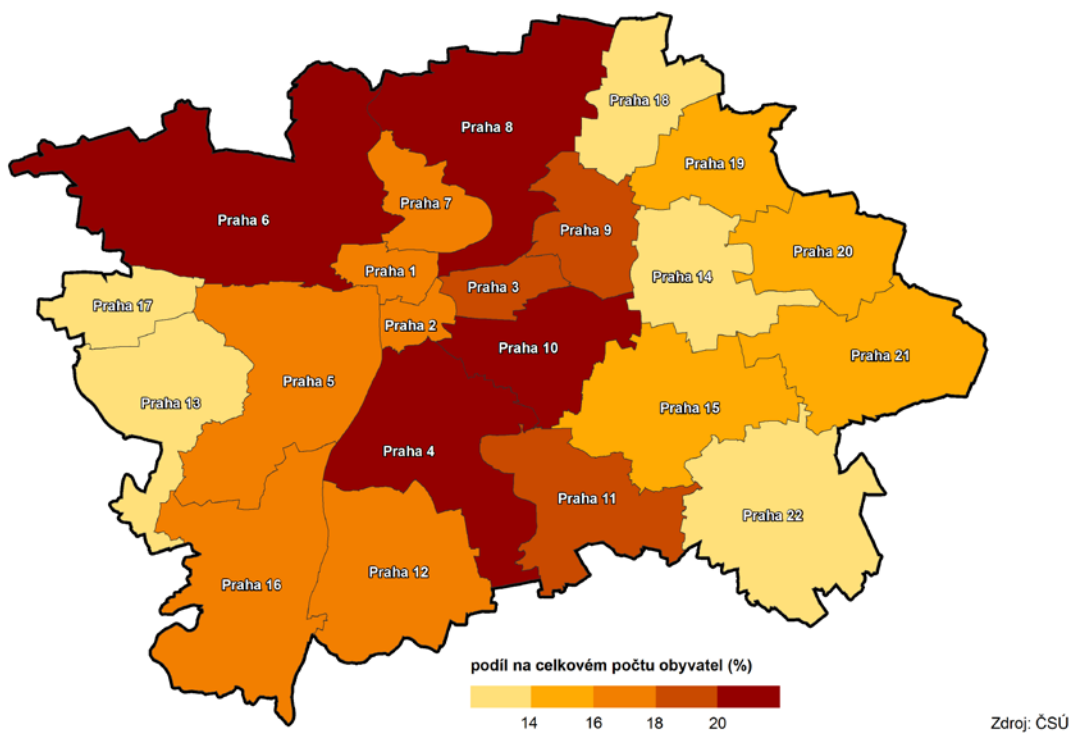 Praha 18
Praha 8
Praha 19
Praha 7
Praha 6
Praha 9
Praha 20
Praha 1
Praha 14
Praha 3
Praha 17
Praha 2
Praha 10
Praha 21
Praha 5
Praha 13
Praha 15
Praha 4
Praha 11
Praha 22
Praha 12
Praha 16
podíl na celkovém počtu obyvatel (%)
14 16 18 20
Zdroj: ČSÚ